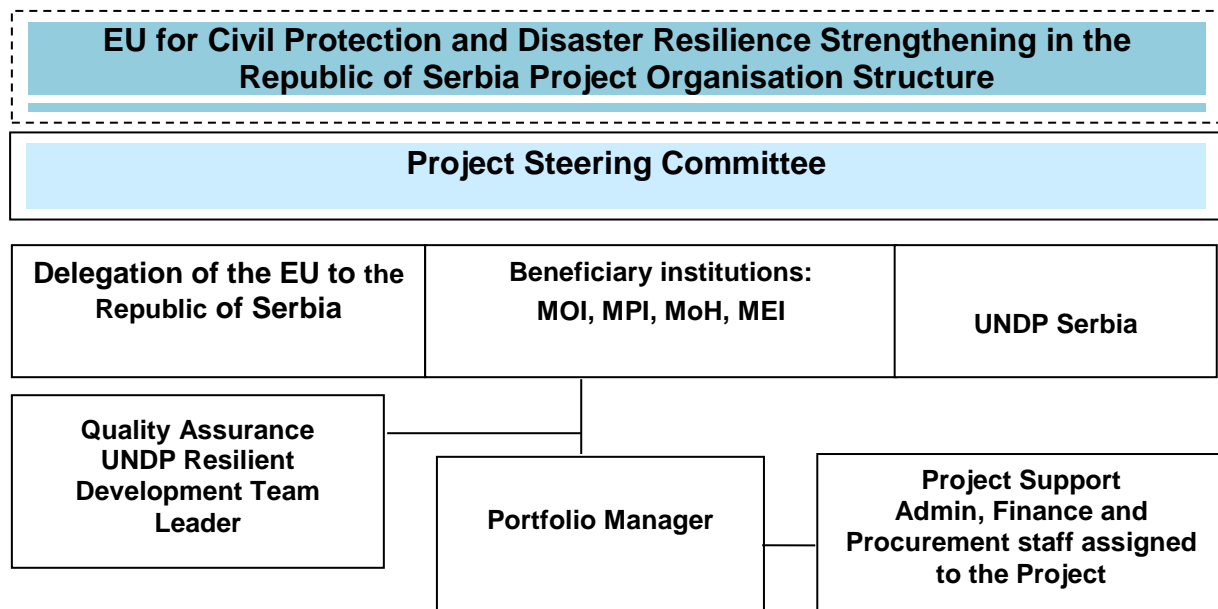 EU for Civil Protection and Disaster Resilience Strengthening in the
Republic of Serbia Project Organisation Structure
Project Steering Committee
Delegation of the EU to the
Republic of Serbia
Beneficiary institutions:
MOI, MPI, MoH, MEI
UNDP Serbia
Quality Assurance
UNDP Resilient
Development Team
Leader
Portfolio Manager
Project Support
Admin, Finance and
Procurement staff assigned
to the Project